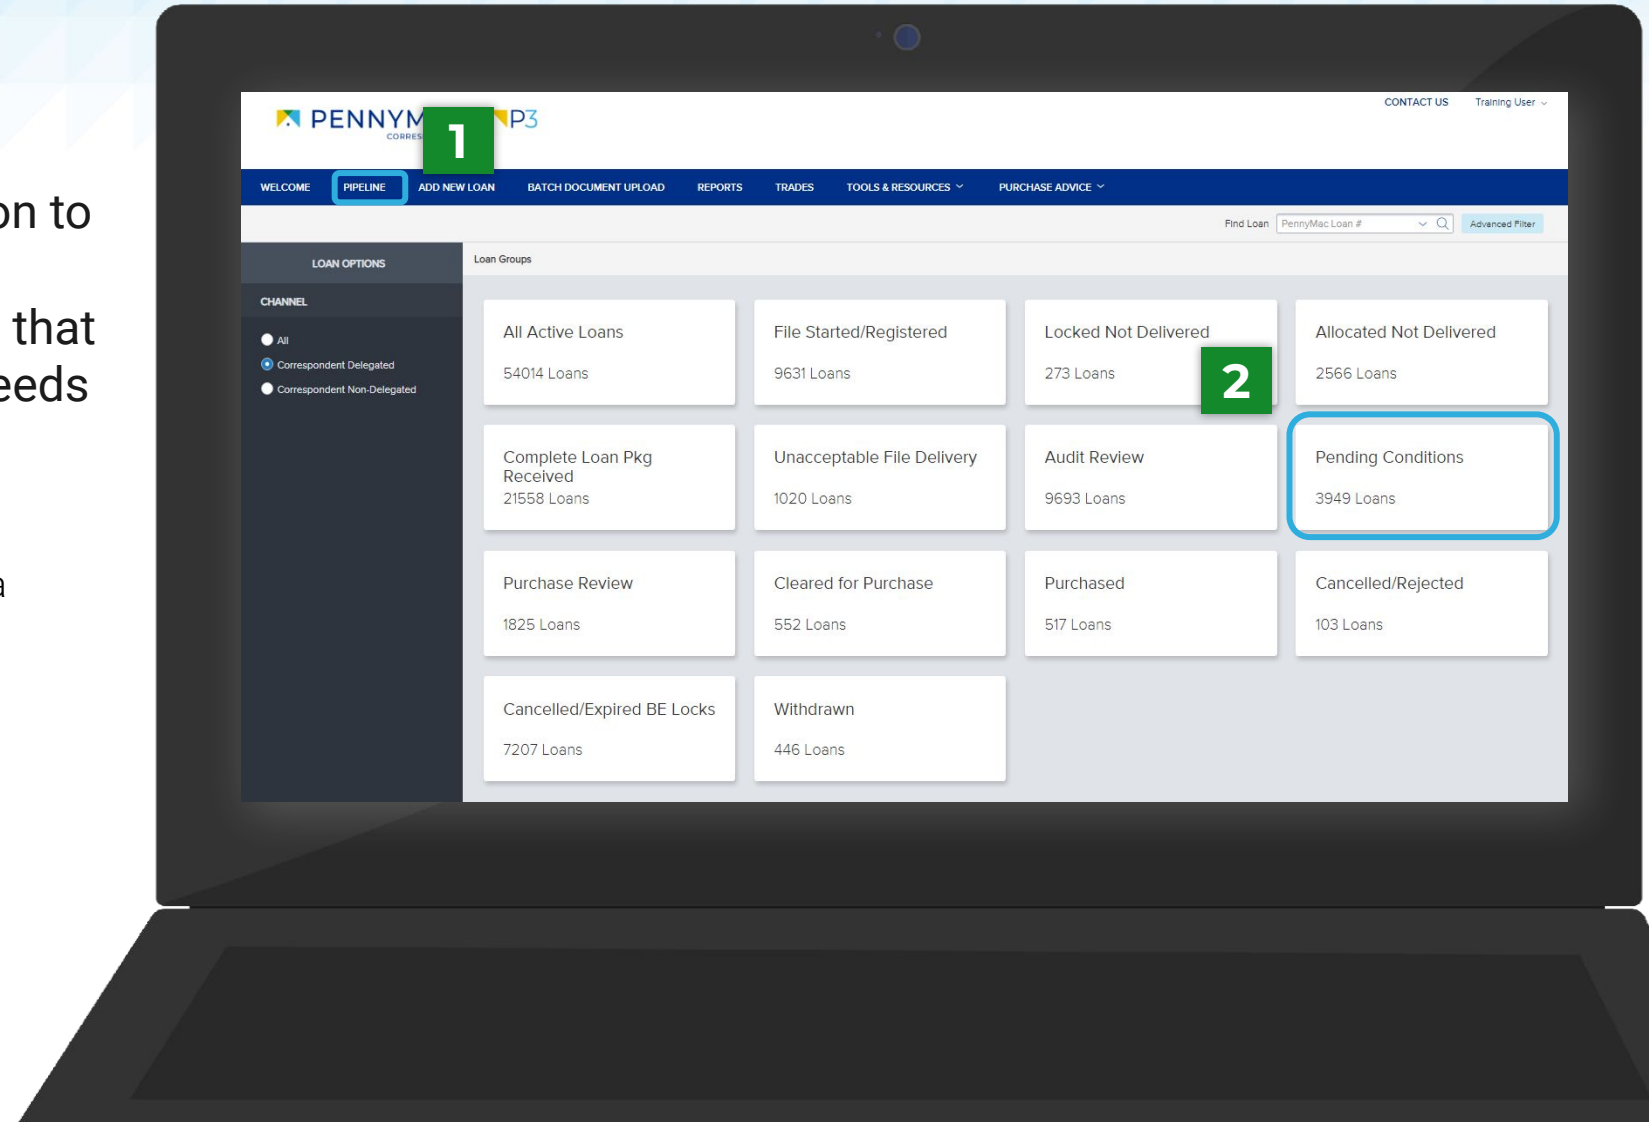 on to
that
eeds
a
PENNYM
CORRES
P3
1
CONTACT US
Training User
WELCOME
PIPELINE
ADD NEW LOAN
BATCH DOCUMENT UPLOAD
REPORTS
TRADES
TOOLS & RESOURCES
PURCHASE ADVICE
Find Loan
PennyMac Loan #
Advanced Filter
LOAN OPTIONS
Loan Groups
CHANNEL
All
Correspondent Delegated
Correspondent Non-Delegated
All Active Loans
54014 Loans
File Started/Registered
9631 Loans
Locked Not Delivered
273 Loans
2
Allocated Not Delivered
2566 Loans
Complete Loan Pkg
Received
21558 Loans
Unacceptable File Delivery
1020 Loans
Audit Review
9693 Loans
Pending Conditions
3949 Loans
Purchase Review
1825 Loans
Cleared for Purchase
552 Loans
Purchased
517 Loans
Cancelled/Rejected
103 Loans
Cancelled/Expired BE Locks
7207 Loans
Withdrawn
446 Loans